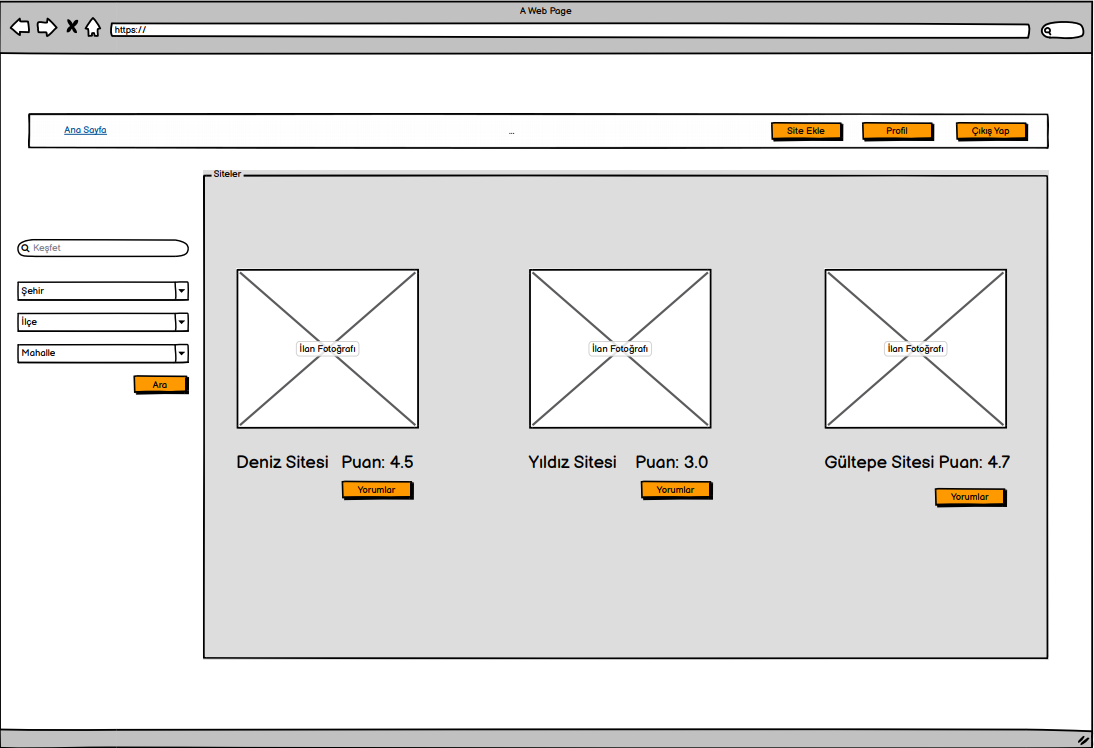 A Web Page
https://
Ana Sayfa
...
Site Ekle
Profil
Çıkış Yap
Siteler
Keşfet
Şehir
İlçe
Mahalle
Ara
İlan Fotoğrafı
İlan Fotoğrafı
İlan Fotoğrafı
Deniz Sitesi Puan: 4.5
Yıldız Sitesi Puan: 3.0
Gültepe Sitesi Puan: 4.7
Yorumlar
Yorumlar
Yorumlar